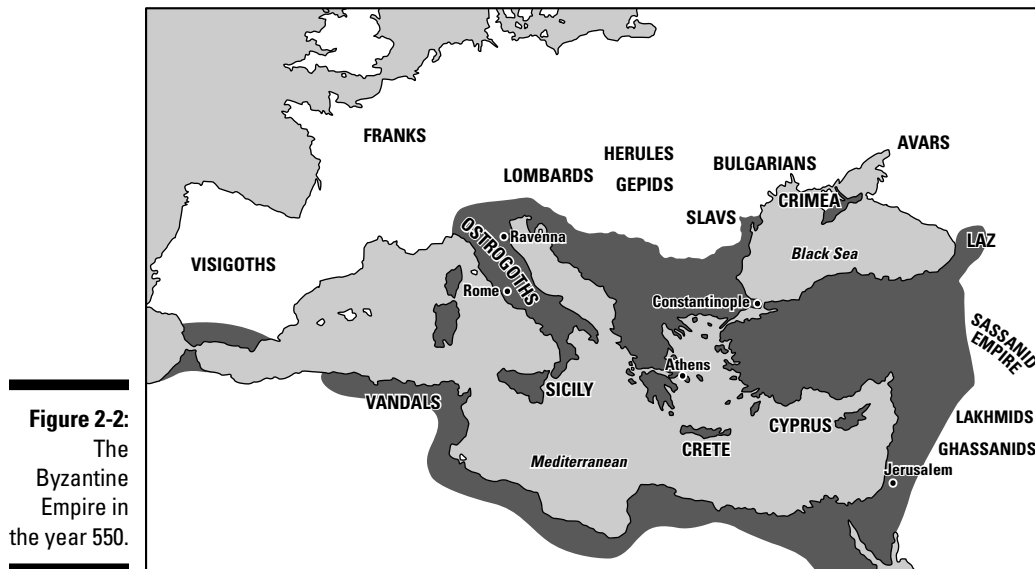 FRANKS
HERULES
GEPIDS
LOMBARDS
BULGARIANS
AVARS
CRIMEA
SLAVS
Black Sea
LAZ
VISIGOTHS
OSTROGOTHS
Ravenna
Rome
Constantinople
SASSANID
EMPIRE
Athens
VANDALS
SICILY
CRETE
CYPRUS
LAKHMIDS
GHASSANIDS
Jerusalem
Mediterranean
Figure 2-2:
The
Byzantine
Empire in
the year 550.